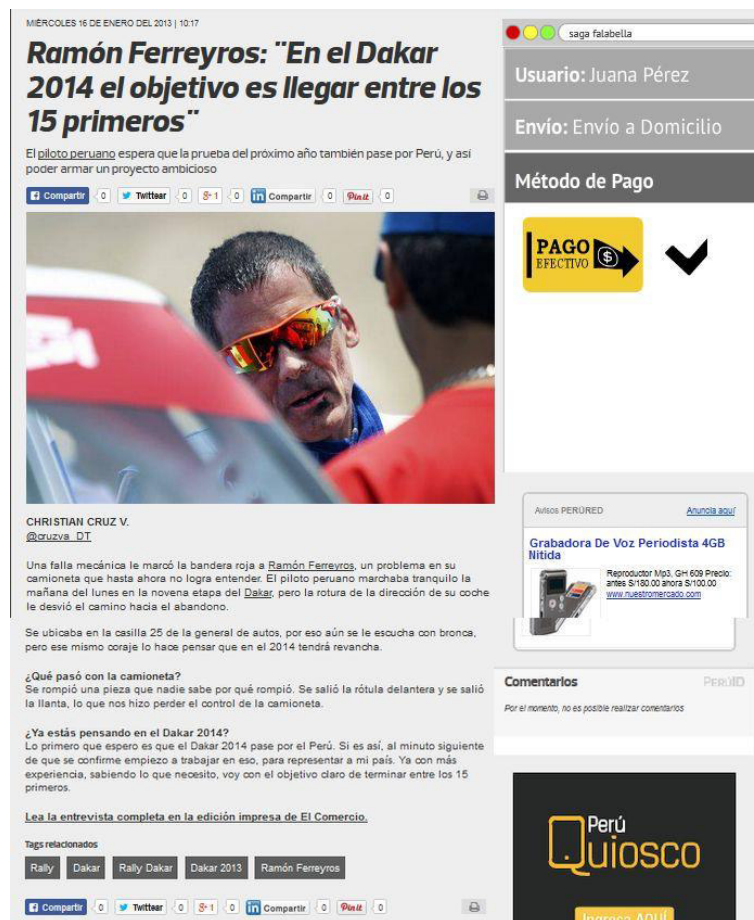 MIÉRCOLES 16 DE ENERO DEL 2013 | 10:17
Ramón Ferreyros: "En el Dakar
2014 el objetivo es llegar entre los
15 primeros"
El piloto peruano espera que la prueba del próximo año también pase por Perú, y así
poder armar un proyecto ambicioso
Compartir 0 Twittear 0 g+1 0 in Compartir 0 Pinit 0
CHRISTIAN CRUZ V.
@cruzva_DT
Una falla mecánica le marcó la bandera roja a Ramón Ferreyros, un problema en su
camioneta que hasta ahora no logra entender. El piloto peruano marchaba tranquilo la
mañana del lunes en la novena etapa del Dakar, pero la rotura de la dirección de su coche
le desvió el camino hacia el abandono.
Se ubicaba en la casilla 25 de la general de autos, por eso aún se le escucha con bronca,
pero ese mismo coraje lo hace pensar que en el 2014 tendrá revancha.
¿Qué pasó con la camioneta?
Se rompió una pieza que nadie sabe por qué rompió. Se salió la rótula delantera y se salió
la llanta, lo que nos hizo perder el control de la camioneta.
¿Ya estás pensando en el Dakar 2014?
Lo primero que espero es que el Dakar 2014 pase por el Perú. Si es así, al minuto siguiente
de que se confirme empiezo a trabajar en eso, para representar a mi país. Ya con más
experiencia, sabiendo lo que necesito, voy con el objetivo claro de terminar entre los 15
primeros.
Lea la entrevista completa en la edición impresa de El Comercio.
Tags relacionados
Rally Dakar Rally Dakar Dakar 2013 Ramón Ferreyros
Compartir 0 Twittear 0 g+1 0 in Compartir 0 Pinit 0
saga falabella
Usuario: Juana Pérez
Envío: Envío a Domicilio
Método de Pago
PAGO
EFECTIVO $
Avisos PERÚRED Anuncia aquí
Grabadora De Voz Periodista 4GB
Nitida
Reproductor Mp3, GH 609 Precio:
antes S/180.00 ahora S/100.00
www.nuestromercado.com
Comentarios PERÚID
Por el momento, no es posible realizar comentarios
Perú
Quiosco
Ingresa AQUÍ